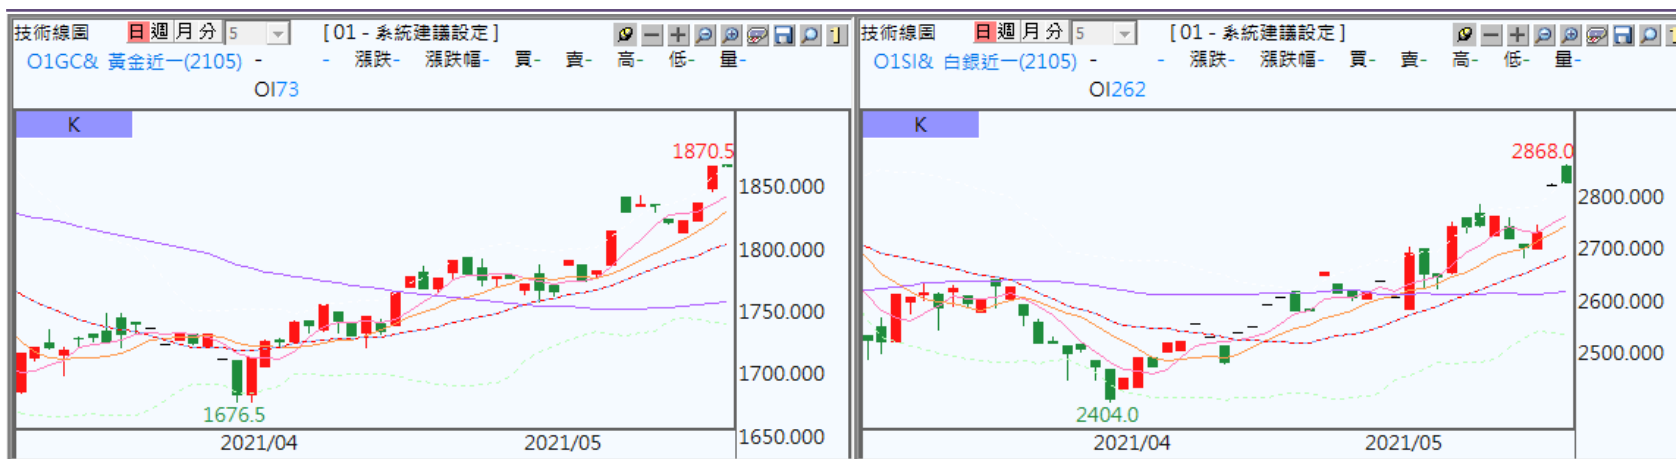 技術線圖 日 週 月 分 5 [ 01 - 系統建議設定 ]
O1GC& 黃金近一(2105) - - 漲跌- 漲跌幅- 買- 賣- 高- 低- 量-
OI73
K
1870.5
1850.000
1800.000
1750.000
1700.000
1676.5
1650.000
2021/04 2021/05
技術線圖 日 週 月 分 5 [ 01 - 系統建議設定 ]
O1SI& 白銀近一(2105) - - 漲跌- 漲跌幅- 買- 賣- 高- 低- 量-
OI262
K
2868.0
2800.000
2700.000
2600.000
2500.000
2404.0
2021/04 2021/05